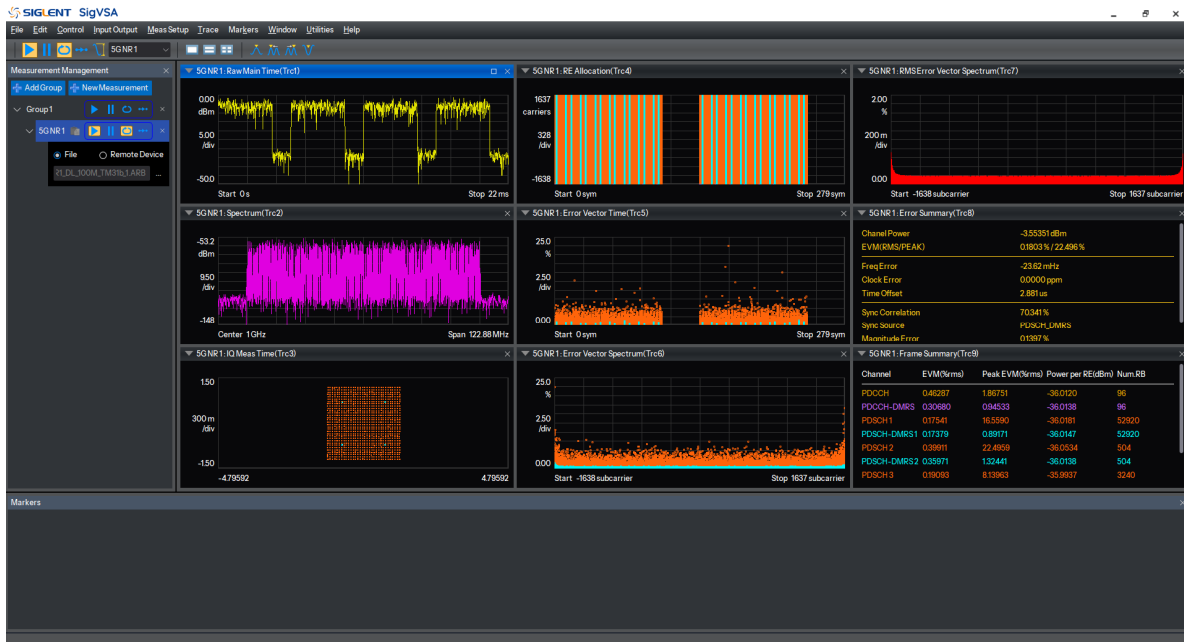 SIGLENT SigVSA
File Edit Control Input Output Meas Setup Trace Markers Window Utilities Help
5G NR 1
Measurement Management
Add Group New Measurement
Group1
5G NR 1
File Remote Device
R1_DL_100M_TM31b_1.ARB ...
5G NR 1: Raw Main Time(Trc1)
0.00
dBm
5.00
/div
-50.0
Start 0 s Stop 22 ms
5G NR 1: RE Allocation(Trc4)
1637
carriers
328
/div
-1638
Start 0 sym Stop 279 sym
5G NR 1: RMS Error Vector Spectrum(Trc7)
2.00
%
200 m
/div
0.00
Start -1638 subcarrier Stop 1637 subcarrier
5G NR 1: Spectrum(Trc2)
-53.2
dBm
9.50
/div
-148
Center 1 GHz Span 122.88 MHz
5G NR 1: Error Vector Time(Trc5)
25.0
%
2.50
/div
0.00
Start 0 sym Stop 279 sym
5G NR 1: Error Summary(Trc8)
Chanel Power -3.55351 dBm
EVM(RMS/PEAK) 0.1803 % / 22.496 %
Freq Error -23.62 mHz
Clock Error 0.0000 ppm
Time Offset 2.881 us
Sync Correlation 70.341 %
Sync Source PDSCH_DMRS
Magnitude Error 0.1397 %
5G NR 1: IQ Meas Time(Trc3)
1.50
300 m
/div
-1.50
-4.79592 4.79592
5G NR 1: Error Vector Spectrum(Trc6)
25.0
%
2.50
/div
0.00
Start -1638 subcarrier Stop 1637 subcarrier
5G NR 1: Frame Summary(Trc9)
Channel EVM(%rms) Peak EVM(%rms) Power per RE(dBm) Num.RB
PDCCH 0.46287 1.86751 -36.0120 96
PDCCH-DMRS 0.30680 0.94533 -36.0138 96
PDSCH 1 0.17541 16.5590 -36.0181 52920
PDSCH-DMRS1 0.17379 0.89171 -36.0147 52920
PDSCH 2 0.39911 22.4959 -36.0534 504
PDSCH-DMRS2 0.35971 1.32441 -36.0138 504
PDSCH 3 0.19093 8.13963 -35.9937 3240
Markers